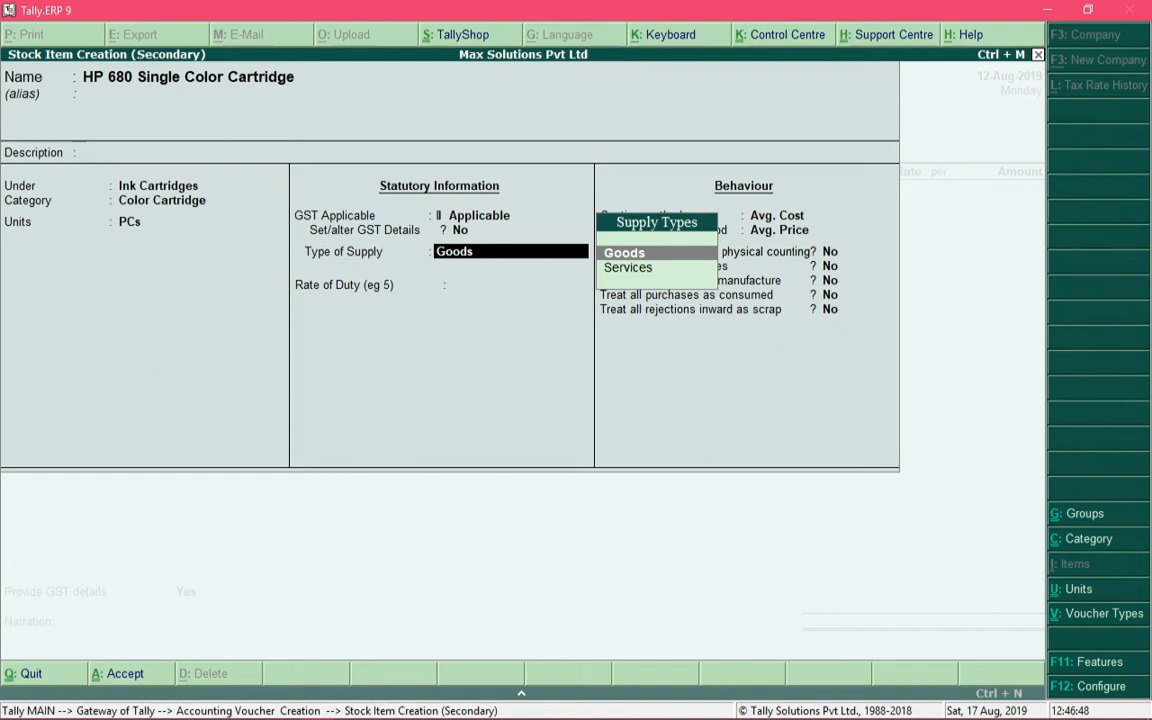 Tally.ERP 9
P: Print E: Export M: E-Mail O: Upload S: TallyShop G: Language K: Keyboard K: Control Centre H: Support Centre H: Help
F3: Company
Stock Item Creation (Secondary) Max Solutions Pvt Ltd Ctrl + M
F3: New Company
Name : HP 680 Single Color Cartridge
12-Aug-2019
L: Tax Rate History
(alias) :
Monday
Description :
Rate per Amount
Under : Ink Cartridges
Category : Color Cartridge
Units : PCs
Statutory Information
GST Applicable : Applicable
Set/alter GST Details ? No
Type of Supply : Goods
Rate of Duty (eg 5) :
Supply Types
Goods
Services
Behaviour
: Avg. Cost
: Avg. Price
physical counting? No
? No
manufacture ? No
Treat all purchases as consumed ? No
Treat all rejections inward as scrap ? No
G: Groups
C: Category
I: Items
U: Units
V: Voucher Types
F11: Features
F12: Configure
Provide GST details : Yes
Narration:
Q: Quit A: Accept D: Delete
Ctrl + N
Tally MAIN --> Gateway of Tally --> Accounting Voucher Creation --> Stock Item Creation (Secondary) © Tally Solutions Pvt Ltd., 1988-2018 Sat, 17 Aug, 2019 12:46:48